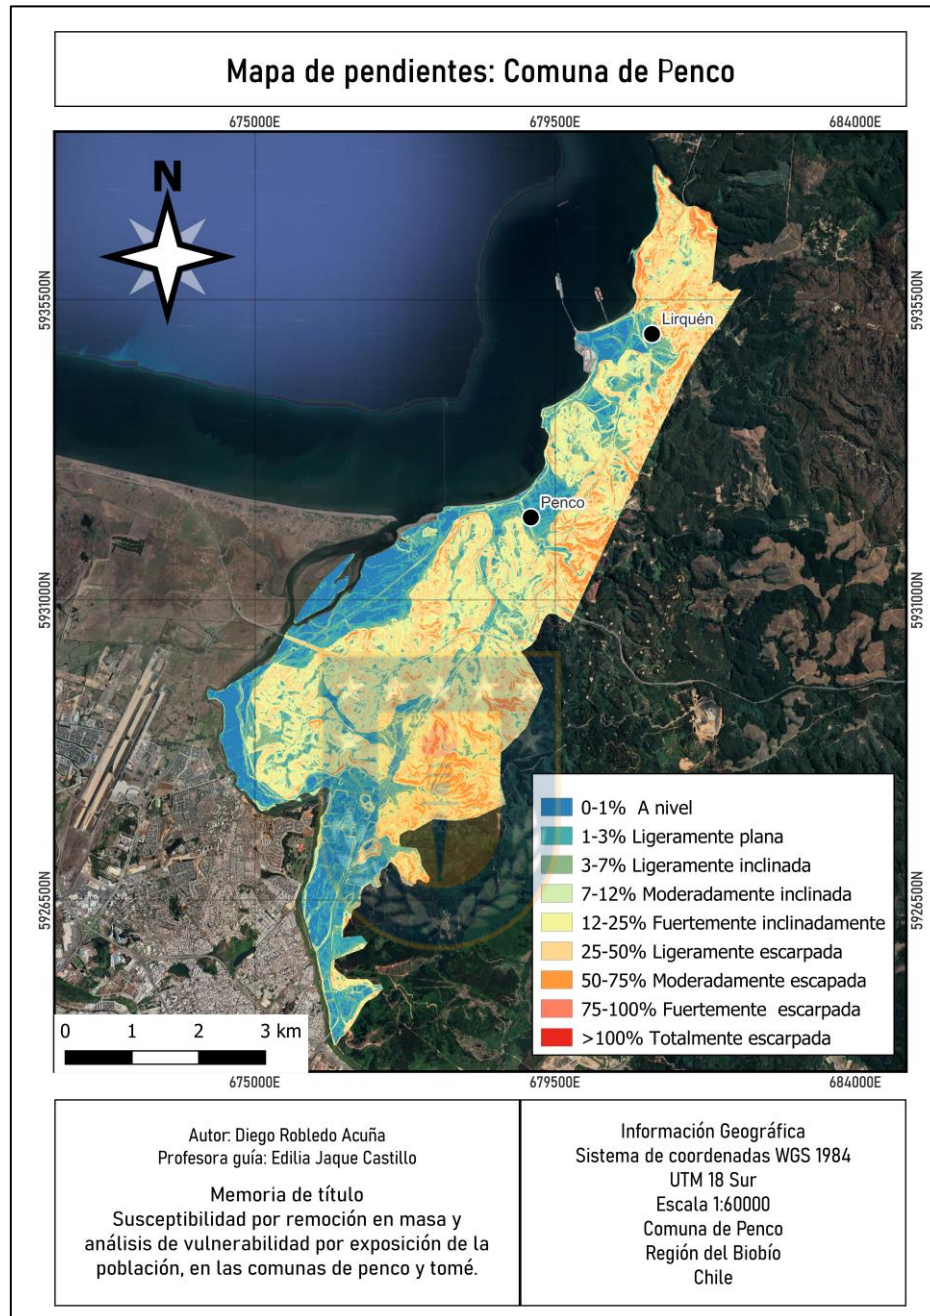 Mapa de pendientes: Comuna de Penco
675000E 679500E 684000E
N
5935500N 5935500N
Lirquén
Penco
5931000N 5931000N
0-1% A nivel
1-3% Ligeramente plana
3-7% Ligeramente inclinada
7-12% Moderadamente inclinada
12-25% Fuertemente inclinadamente
25-50% Ligeramente escarpada
50-75% Moderadamente escapada
75-100% Fuertemente escarpada
>100% Totalmente escarpada
5926500N 5926500N
0 1 2 3 km
675000E 679500E 684000E
Autor: Diego Robledo Acuña
Profesora guía: Edilia Jaque Castillo
Memoria de título
Susceptibilidad por remoción en masa y
análisis de vulnerabilidad por exposición de la
población, en las comunas de penco y tomé.
Información Geográfica
Sistema de coordenadas WGS 1984
UTM 18 Sur
Escala 1:60000
Comuna de Penco
Región del Biobío
Chile